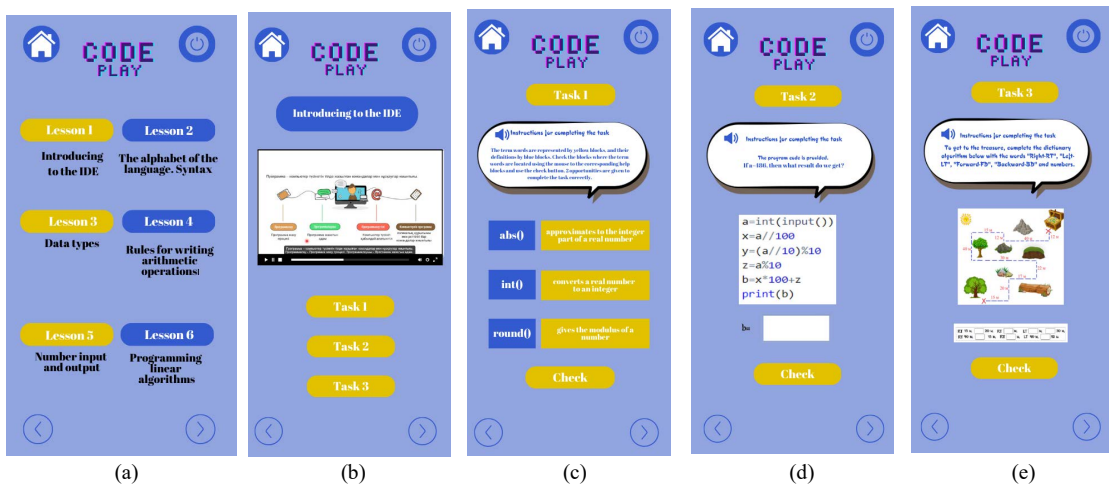 CODE
PLAY
Lesson 1
Lesson 2
Introducing
to the IDE
The alphabet of the
language. Syntax
Lesson 3
Lesson 4
Data types
Rules for writing
arithmetic
operations
Lesson 5
Lesson 6
Number input
and output
Programming
linear
algorithms
(a)
CODE
PLAY
Introducing to the IDE
Task 1
Task 2
Task 3
(b)
CODE
PLAY
Task 1
Instructions for completing the task
The term words are represented by yellow blocks, and their
definitions by blue blocks. Check the blocks where the term
words are located using the mouse to the corresponding help
blocks and use the check button. 2 opportunities are given to
complete the task correctly.
abs()
approximates to the integer
part of a real number
int()
converts a real number
to an integer
round()
gives the modulus of a
number
Check
(c)
CODE
PLAY
Task 2
Instructions for completing the task
The program code is provided.
If a=180, then what result do we get?
a=int(input())
x=a//100
y=(a//10)%10
z=a%10
b=x*100+z
print(b)
b=
Check
(d)
CODE
PLAY
Task 3
Instructions for completing the task
To get to the treasure, complete the dictionary
algorithm below with the words "Right-RT", "Left-
LT", "Forward-FD", "Backward-BD" and numbers.
Check
(e)